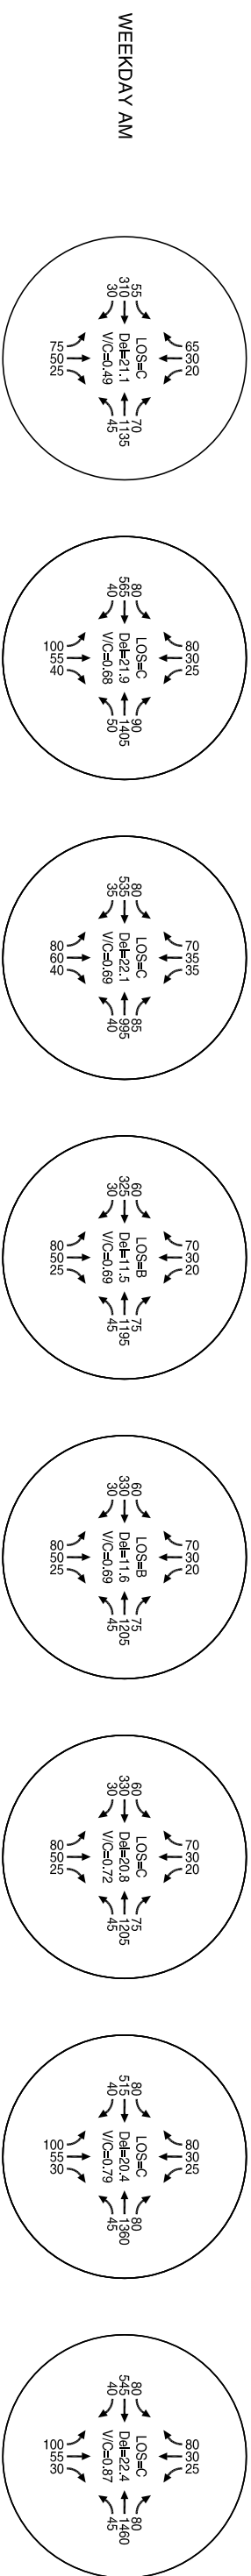 WEEKDAY AM
65
30
20
55 LOS=C 70
310 Del=21.1 1135
30 V/C=0.49 45
75
50
25
80
30
25
80 LOS=C 90
565 Del=21.9 1405
40 V/C=0.68 50
100
55
40
70
35
35
80 LOS=C 85
535 Del=22.1 995
35 V/C=0.69 40
80
60
40
70
30
20
60 LOS=B 75
325 Del=11.5 1195
30 V/C=0.69 45
80
50
25
70
30
20
60 LOS=B 75
330 Del=11.6 1205
30 V/C=0.69 45
80
50
25
70
30
20
60 LOS=C 75
330 Del=20.8 1205
30 V/C=0.72 45
80
50
25
80
30
25
80 LOS=C 80
515 Del=20.4 1360
40 V/C=0.79 45
100
55
30
80
30
25
80 LOS=C 80
545 Del=22.4 1460
40 V/C=0.87 45
100
55
30